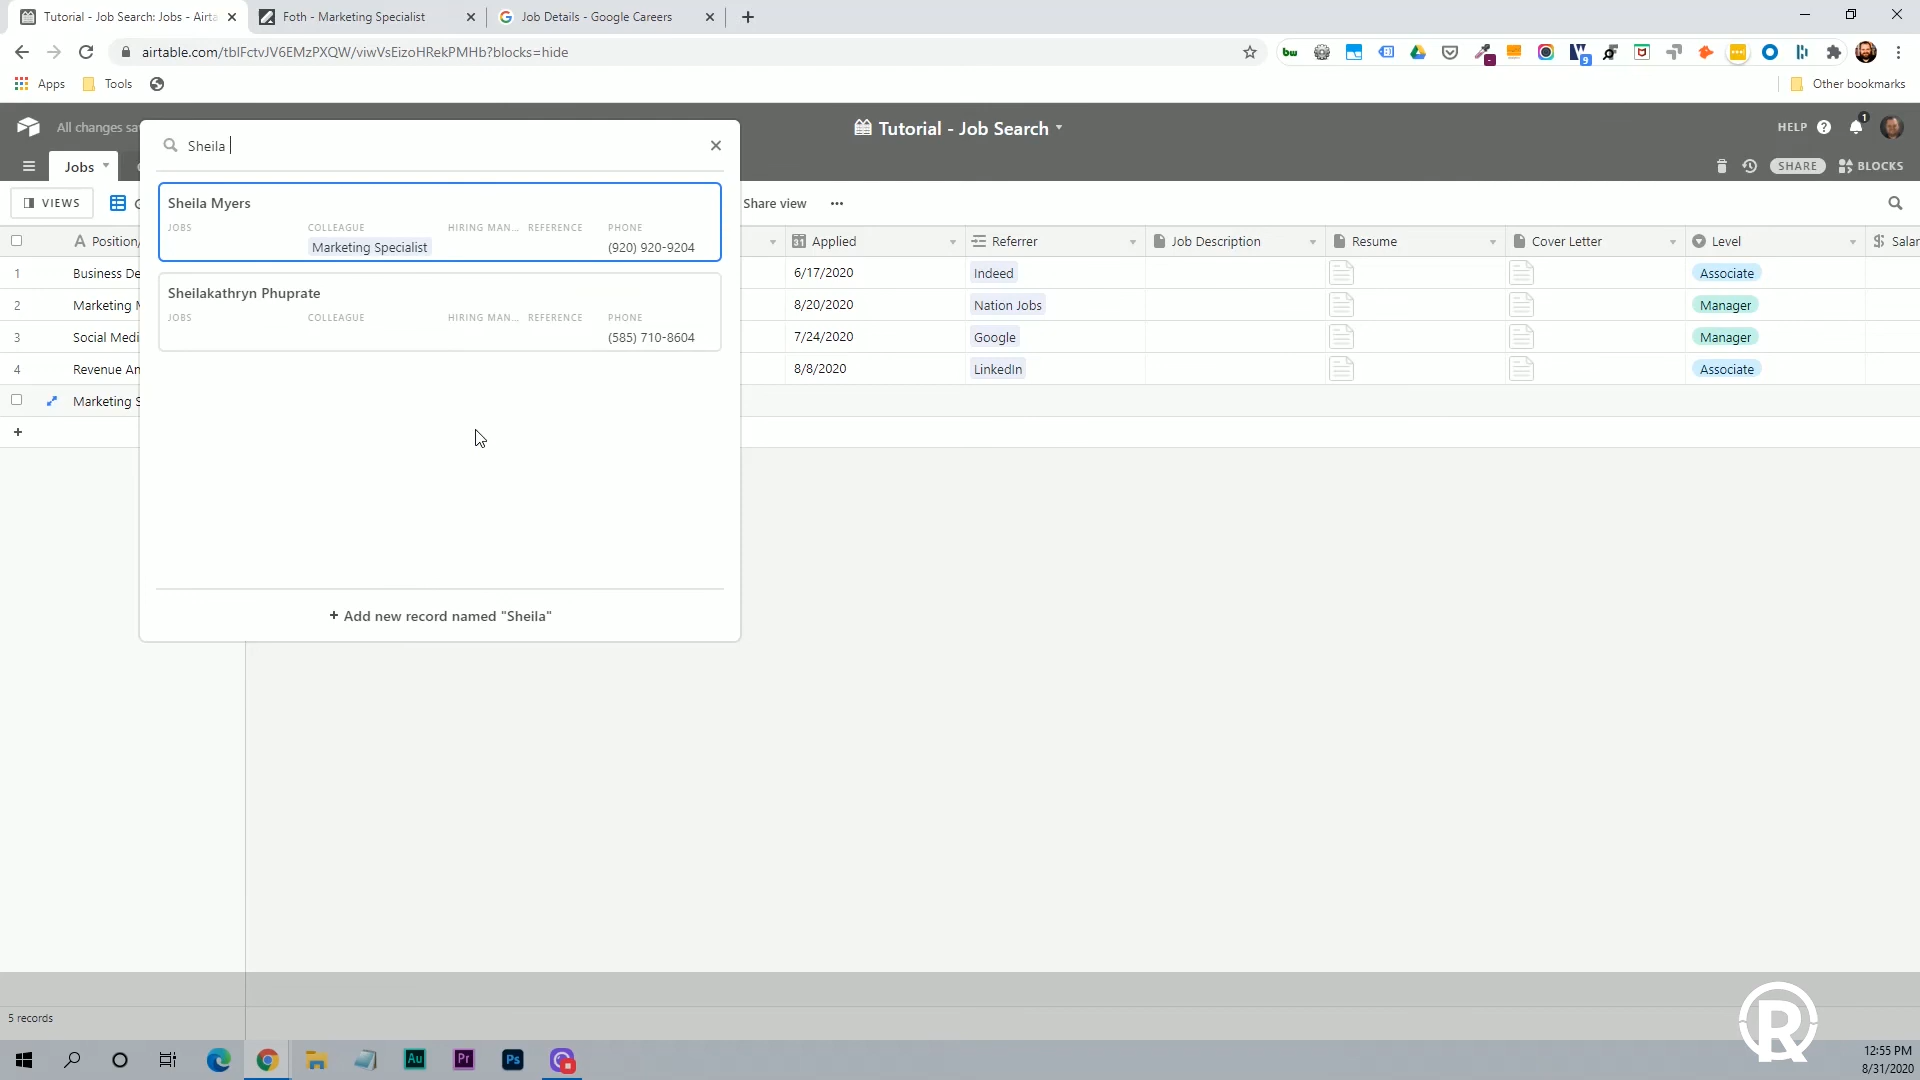 Tutorial - Job Search: Jobs - Airta
Foth - Marketing Specialist
Job Details - Google Careers
airtable.com/tblFctvJV6EMzPXQW/viwVsEizoHRekPMHb?blocks=hide
Apps
Tools
Other bookmarks
All changes sa
Tutorial - Job Search
HELP
1
Sheila
Jobs
SHARE
BLOCKS
VIEWS
Share view
Position/
Applied
Referrer
Job Description
Resume
Cover Letter
Level
Salar
1 Business De 6/17/2020 Indeed Associate
2 Marketing M 8/20/2020 Nation Jobs Manager
3 Social Medi 7/24/2020 Google Manager
4 Revenue An 8/8/2020 LinkedIn Associate
Marketing S
Sheila Myers
JOBS COLLEAGUE HIRING MAN... REFERENCE PHONE
Marketing Specialist (920) 920-9204
Sheilakathryn Phuprate
JOBS COLLEAGUE HIRING MAN... REFERENCE PHONE
(585) 710-8604
+ Add new record named "Sheila"
5 records
R
Au
Pr
Ps
12:55 PM
8/31/2020